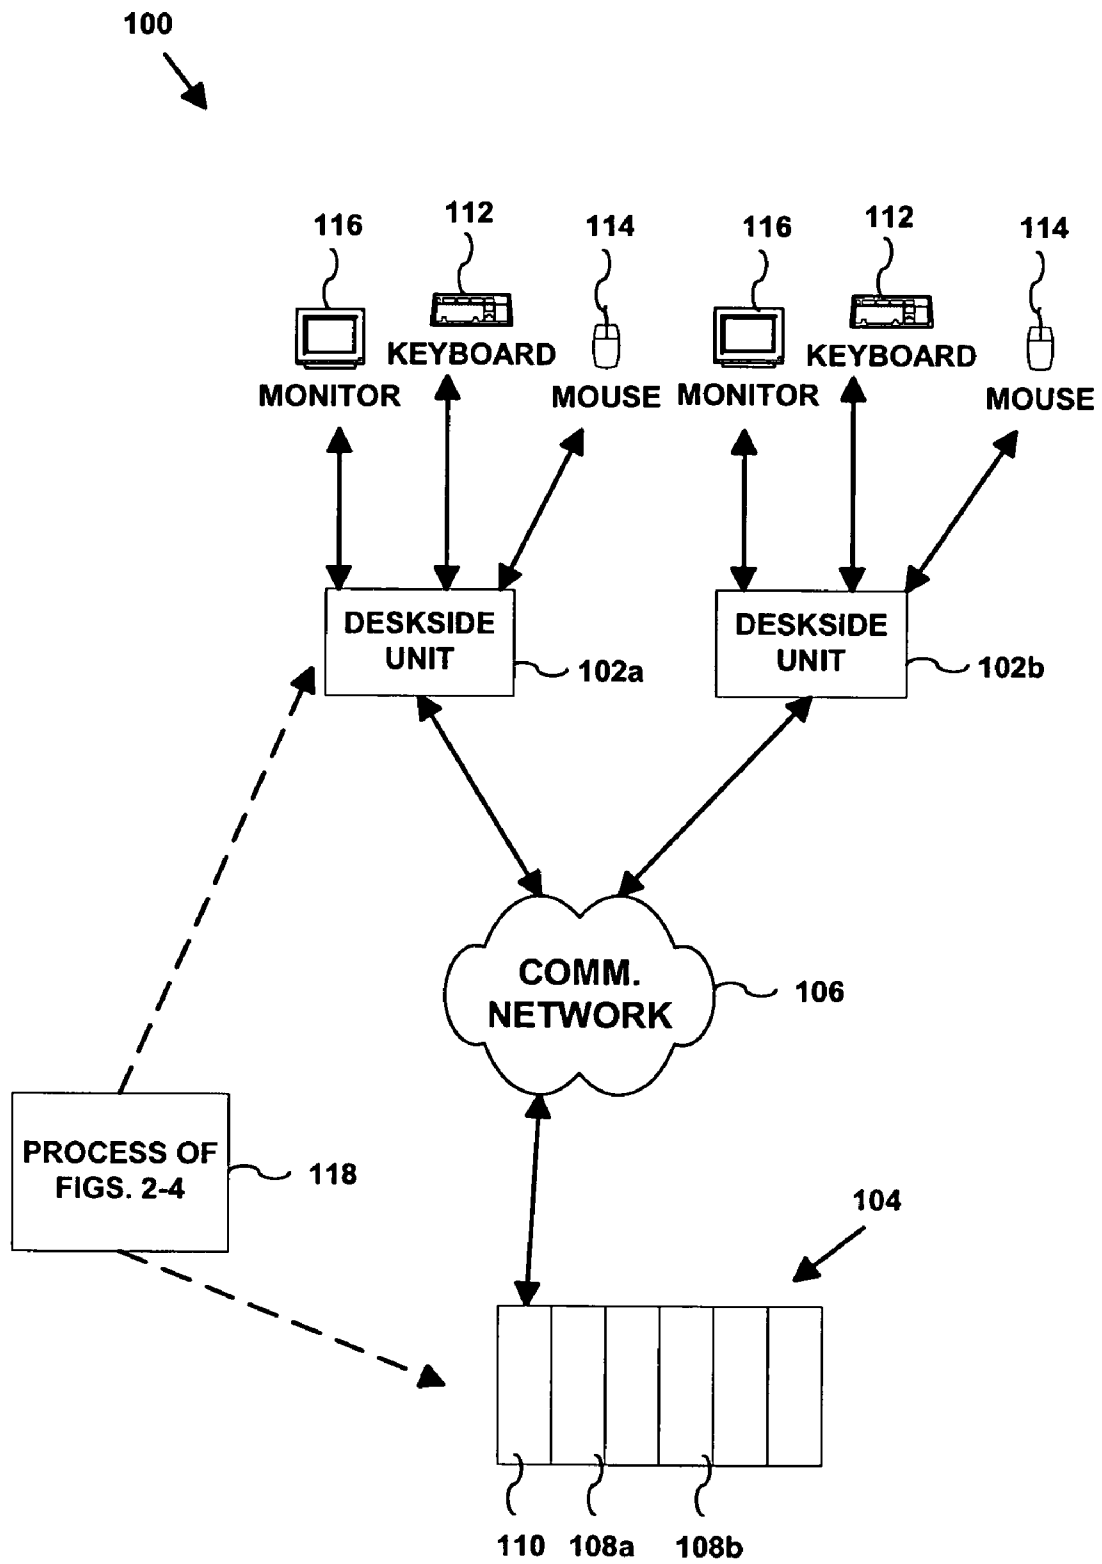 100
116
112
114
116
112
114
KEYBOARD
KEYBOARD
MONITOR
MOUSE
MONITOR
MOUSE
DESKSIDE
UNIT
102a
DESKSIDE
UNIT
102b
COMM.
NETWORK
106
PROCESS OF
FIGS. 2-4
118
104
110
108a
108b